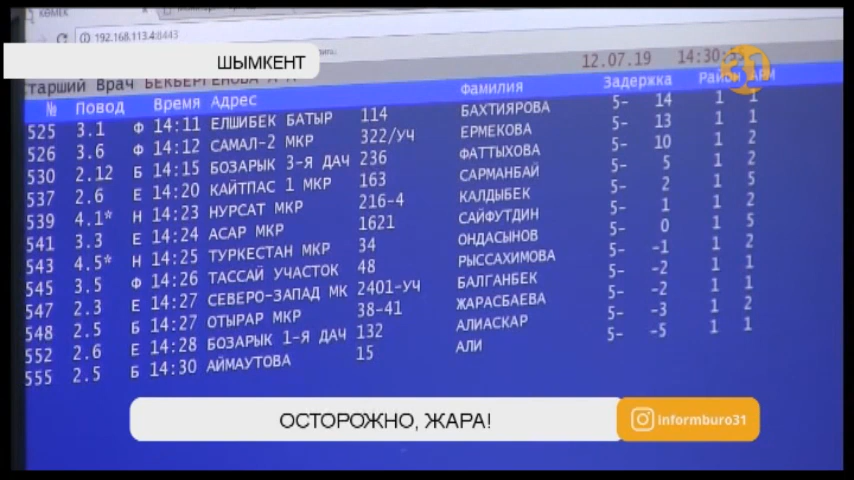 КӨМЕК
192.168.113.4:8443
ШЫМКЕНТ
12.07.19 14:30:
31
старший Врач БЕКБЕРГЕНОВА
№ Повод Время Адрес Фамилия Задержка Район АРМ
525 3.1 Ф 14:11 ЕЛШИБЕК БАТЫР 114 БАХТИЯРОВА 5- 14 1 1
526 3.6 Ф 14:12 САМАЛ-2 МКР 322/УЧ ЕРМЕКОВА 5- 13 1 1
530 2.12 Б 14:15 БОЗАРЫК 3-Я ДАЧ 236 ФАТТЫХОВА 5- 10 1 2
537 2.6 Е 14:20 КАЙТПАС 1 МКР 163 САРМАНБАЙ 5- 5 1 2
539 4.1* Н 14:23 НУРСАТ МКР 216-4 КАЛДЫБЕК 5- 2 1 5
541 3.3 Е 14:24 АСАР МКР 1621 САЙФУТДИН 5- 1 1 2
543 4.5* Н 14:25 ТУРКЕСТАН МКР 34 ОНДАСЫНОВ 5- 0 1 5
545 3.5 Ф 14:26 ТАССАЙ УЧАСТОК 48 РЫССАХИМОВА 5- -1 1 2
547 2.3 Е 14:27 СЕВЕРО-ЗАПАД МК 2401-УЧ БАЛГАНБЕК 5- -2 1 1
548 2.5 Б 14:27 ОТЫРАР МКР 38-41 ЖАРАСБАЕВА 5- -2 1 1
552 2.6 Е 14:28 БОЗАРЫК 1-Я ДАЧ 132 АЛИАСКАР 5- -3 1 2
555 2.5 Б 14:30 АЙМАУТОВА 15 АЛИ 5- -5 1 1
ОСТОРОЖНО, ЖАРА!
informburo31